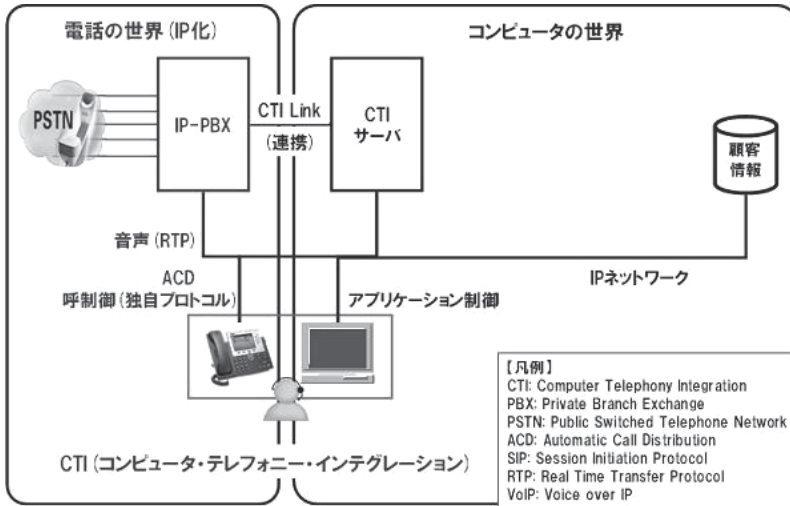 電話の世界(IP化)
コンピュータの世界
PSTN
IP-PBX
CTI Link
(連携)
CTI
サーバ
顧客
情報
音声(RTP)
IPネットワーク
ACD
呼制御(独自プロトコル)
アプリケーション制御
CTI(コンピュータ・テレフォニー・インテグレーション)
【凡例】
CTI: Computer Telephony Integration
PBX: Private Branch Exchange
PSTN: Public Switched Telephone Network
ACD: Automatic Call Distribution
SIP: Session Initiation Protocol
RTP: Real Time Transfer Protocol
VoIP: Voice over IP